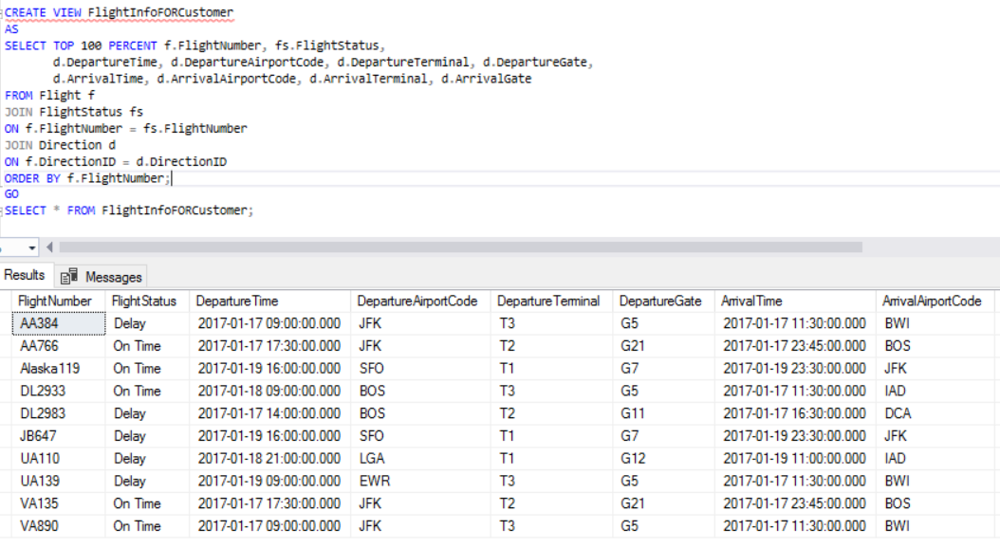 CREATE VIEW FlightInfoFORCustomer
AS
SELECT TOP 100 PERCENT f.FlightNumber, fs.FlightStatus,
d.DepartureTime, d.DepartureAirportCode, d.DepartureTerminal, d.DepartureGate,
d.ArrivalTime, d.ArrivalAirportCode, d.ArrivalTerminal, d.ArrivalGate
FROM Flight f
JOIN FlightStatus fs
ON f.FlightNumber = fs.FlightNumber
JOIN Direction d
ON f.DirectionID = d.DirectionID
ORDER BY f.FlightNumber;
GO
SELECT * FROM FlightInfoFORCustomer;
Results Messages
FlightNumber FlightStatus DepartureTime DepartureAirportCode DepartureTerminal DepartureGate ArrivalTime ArrivalAirportCode
AA384 Delay 2017-01-17 09:00:00.000 JFK T3 G5 2017-01-17 11:30:00.000 BWI
AA766 On Time 2017-01-17 17:30:00.000 JFK T2 G21 2017-01-17 23:45:00.000 BOS
Alaska119 On Time 2017-01-19 16:00:00.000 SFO T1 G7 2017-01-19 23:30:00.000 JFK
DL2933 On Time 2017-01-18 09:00:00.000 BOS T3 G5 2017-01-17 11:30:00.000 IAD
DL2983 Delay 2017-01-17 14:00:00.000 BOS T2 G11 2017-01-17 16:30:00.000 DCA
JB647 Delay 2017-01-19 16:00:00.000 SFO T1 G7 2017-01-19 23:30:00.000 JFK
UA110 Delay 2017-01-18 21:00:00.000 LGA T1 G12 2017-01-19 11:00:00.000 IAD
UA139 Delay 2017-01-19 09:00:00.000 EWR T3 G5 2017-01-17 11:30:00.000 BWI
VA135 On Time 2017-01-17 17:30:00.000 JFK T2 G21 2017-01-17 23:45:00.000 BOS
VA890 On Time 2017-01-17 09:00:00.000 JFK T3 G5 2017-01-17 11:30:00.000 BWI